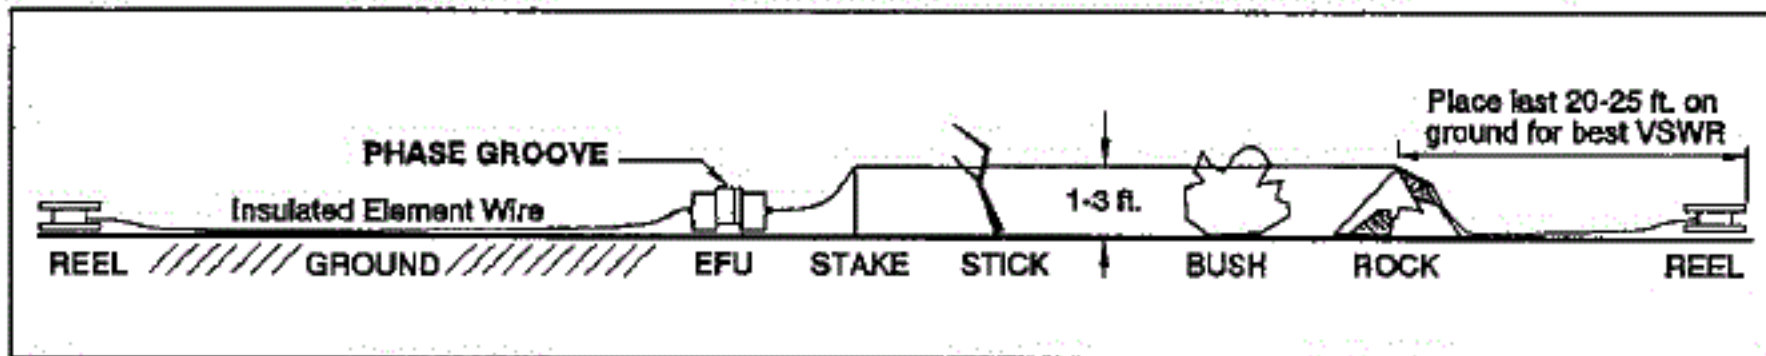 Place last 20-25 ft. on
ground for best VSWR
PHASE GROOVE
Insulated Element Wire
1-3 ft.
REEL GROUND EFU STAKE STICK BUSH ROCK REEL